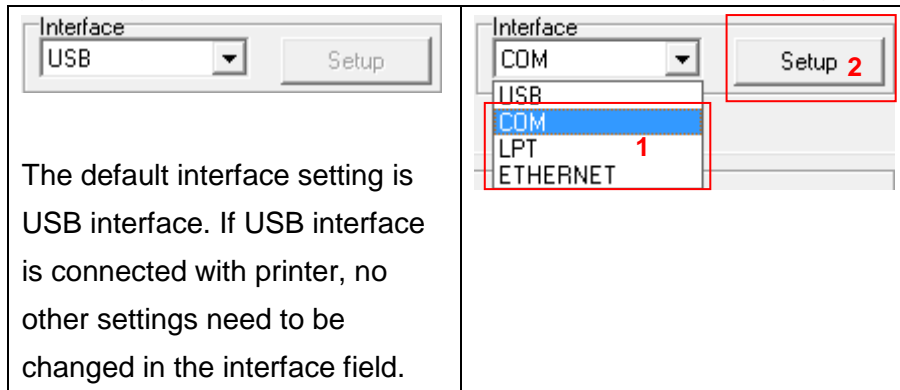 Interface
USB
Setup
The default interface setting is
USB interface. If USB interface
is connected with printer, no
other settings need to be
changed in the interface field.
Interface
COM
Setup 2
USB
COM
LPT 1
ETHERNET